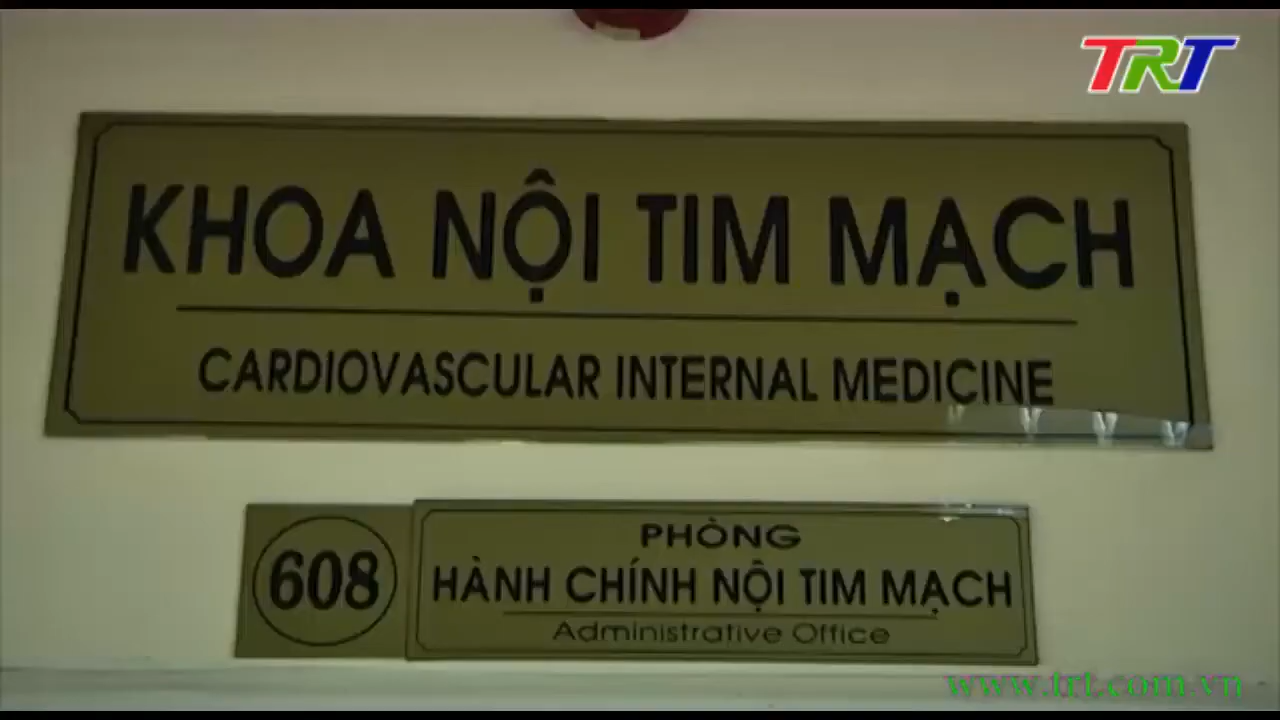 TRT
KHOA NỘI TIM MẠCH
CARDIOVASCULAR INTERNAL MEDICINE
608
PHÒNG
HÀNH CHÍNH NỘI TIM MẠCH
Administrative Office
www.trt.com.vn